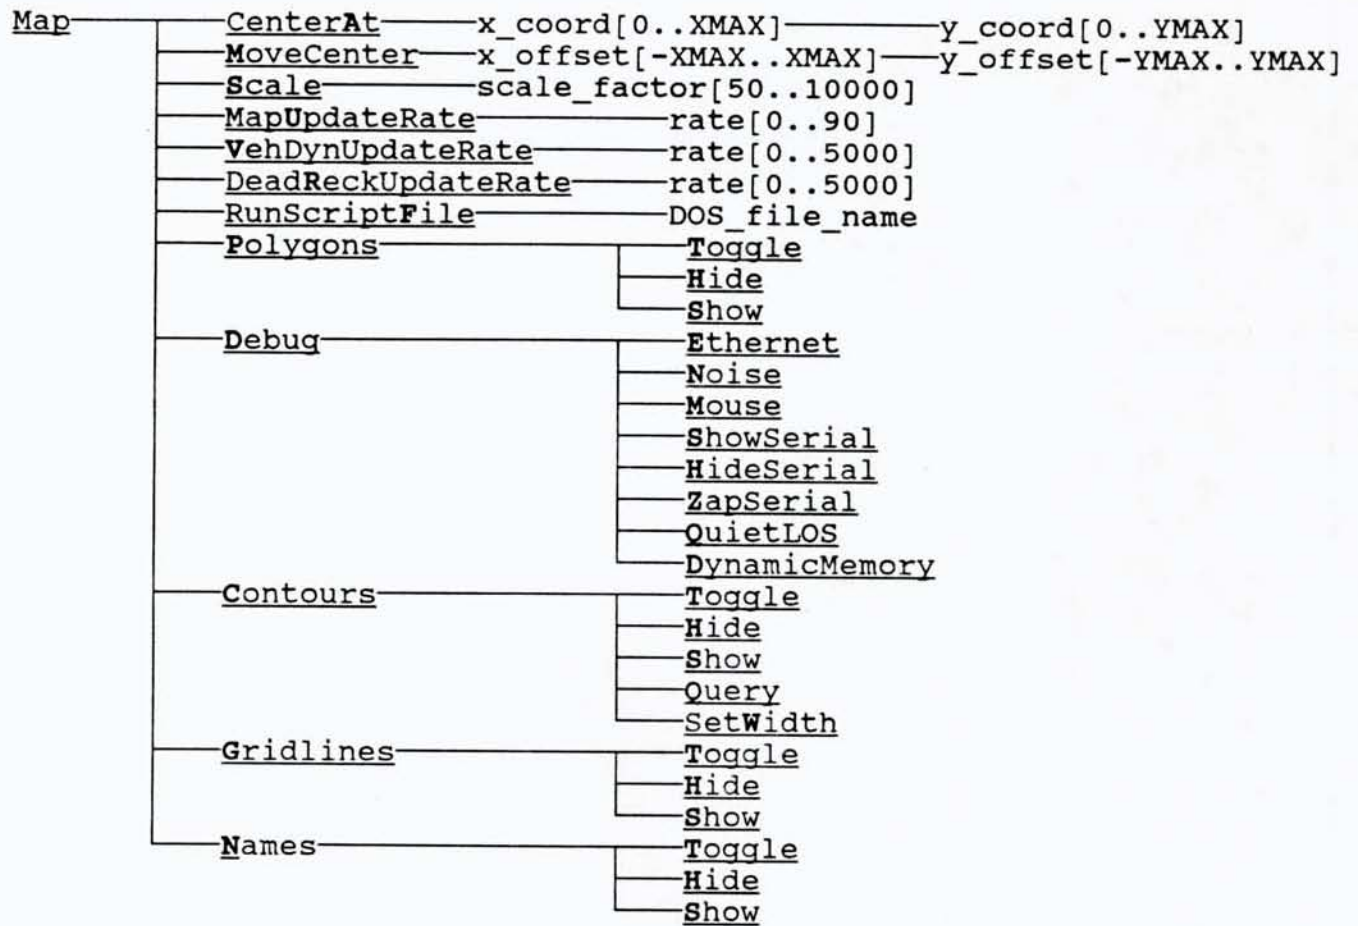 Map CenterAt x_coord[0..XMAX] y_coord[0..YMAX]
MoveCenter x_offset[-XMAX..XMAX] y_offset[-YMAX..YMAX]
Scale scale_factor[50..10000]
MapUpdateRate rate[0..90]
VehDynUpdateRate rate[0..5000]
DeadReckUpdateRate rate[0..5000]
RunScriptFile DOS_file_name
Polygons Toggle
Hide
Show
Debug Ethernet
Noise
Mouse
ShowSerial
HideSerial
ZapSerial
QuietLOS
DynamicMemory
Contours Toggle
Hide
Show
Query
SetWidth
Gridlines Toggle
Hide
Show
Names Toggle
Hide
Show